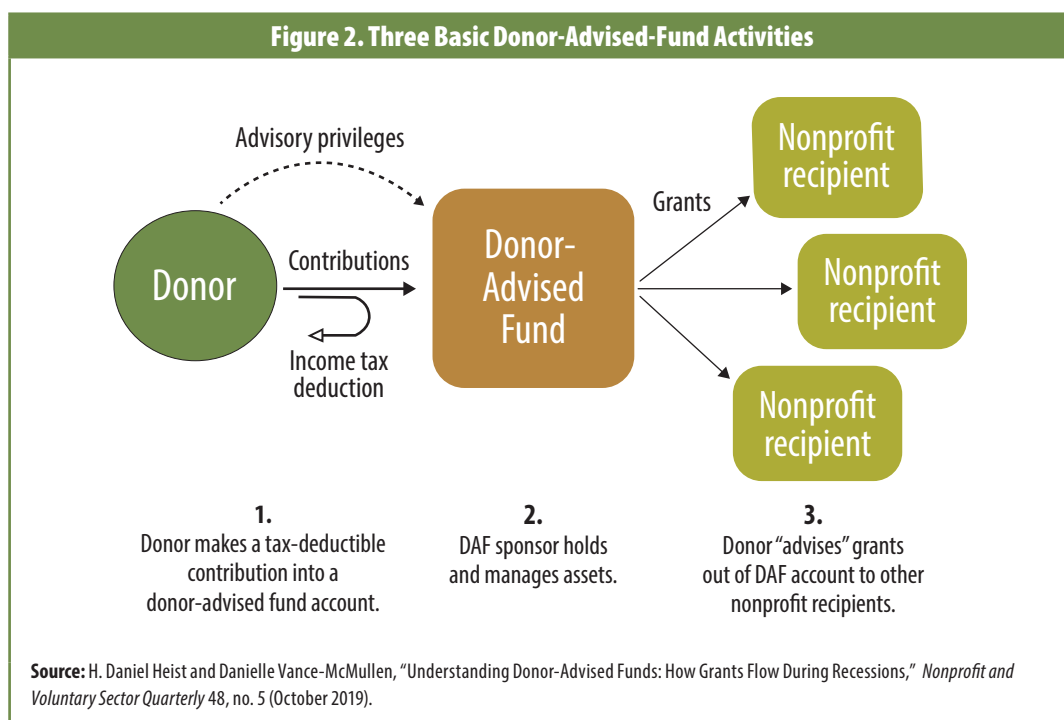 Figure 2. Three Basic Donor-Advised-Fund Activities
Advisory privileges
Donor
Contributions
Income tax
deduction
Donor-
Advised
Fund
Grants
Nonprofit
recipient
Nonprofit
recipient
Nonprofit
recipient
1.
Donor makes a tax-deductible
contribution into a
donor-advised fund account.
2.
DAF sponsor holds
and manages assets.
3.
Donor “advises” grants
out of DAF account to other
nonprofit recipients.
Source: H. Daniel Heist and Danielle Vance-McMullen, “Understanding Donor-Advised Funds: How Grants Flow During Recessions,” Nonprofit and
Voluntary Sector Quarterly 48, no. 5 (October 2019).